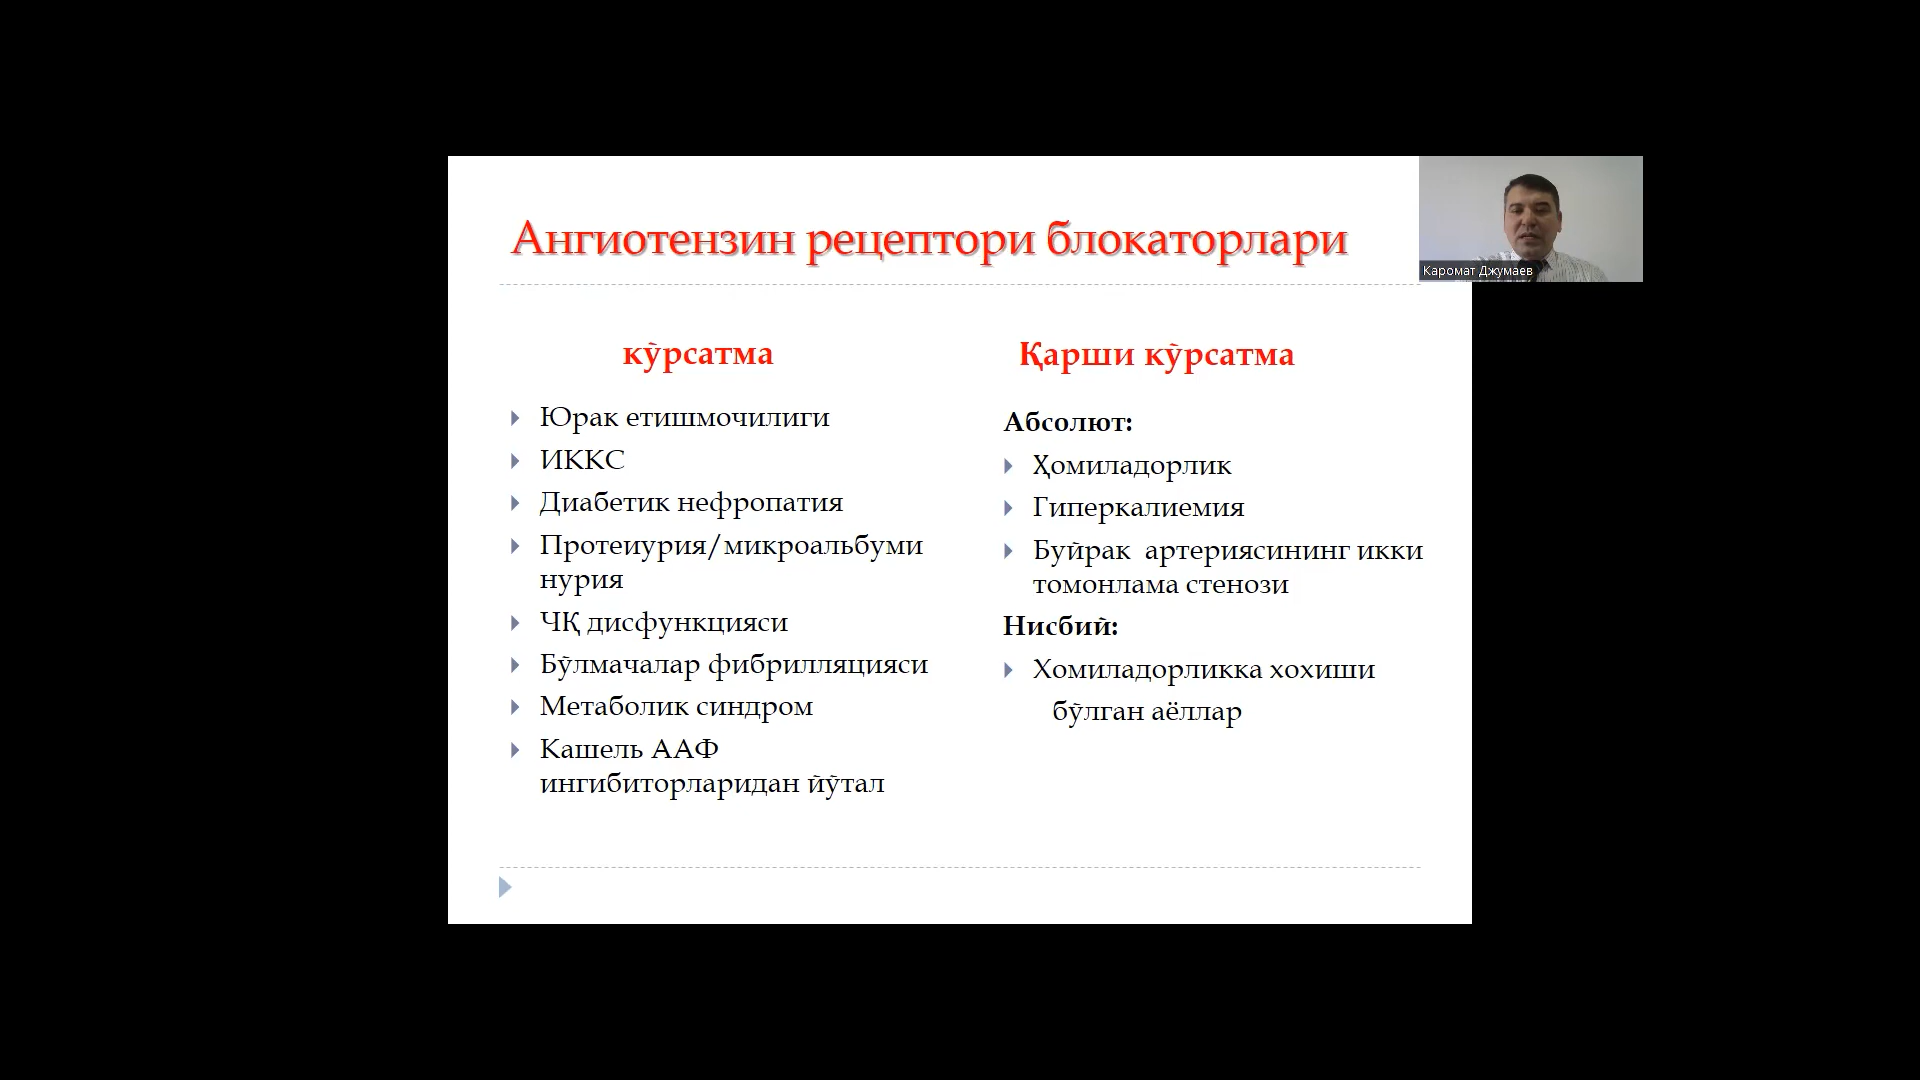 Ангиотензин рецептори блокаторлари
Каромат Джумаев
кўрсатма
Юрак етишмочилиги
ИККС
Диабетик нефропатия
Протеиурия/микроальбуми
нурия
ЧҚ дисфункцияси
Бўлмачалар фибрилляцияси
Метаболик синдром
Кашель ААФ
ингибиторларидан йўтал
Қарши кўрсатма
Абсолют:
Ҳомиладорлик
Гиперкалиемия
Буйрак артериясининг икки
томонлама стенози
Нисбий:
Хомиладорликка хохиши
бўлган аёллар